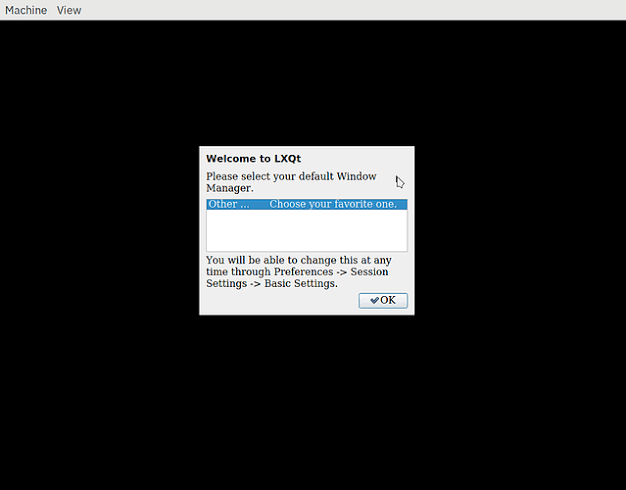 Machine View
Welcome to LXQt
Please select your default Window
Manager.
Other ... Choose your favorite one.
You will be able to change this at any
time through Preferences -> Session
Settings -> Basic Settings.
OK